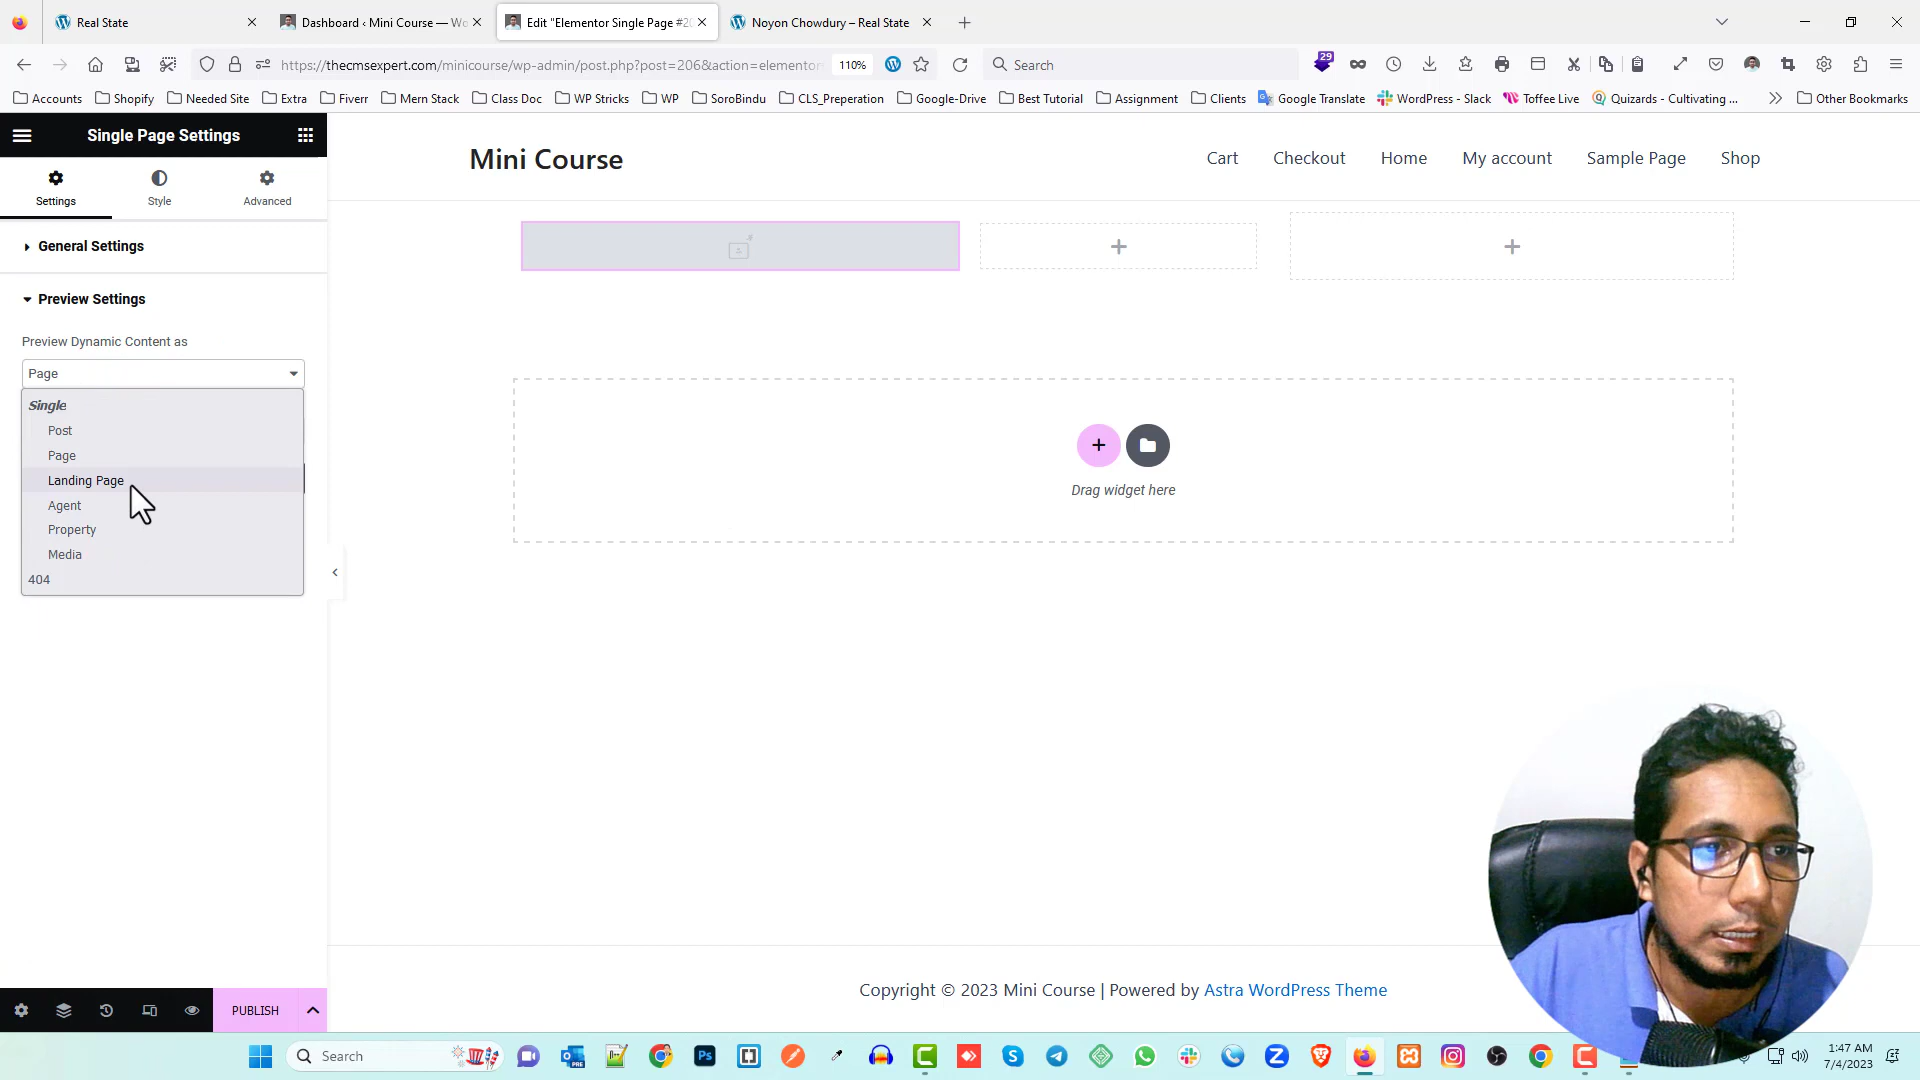 Real State
Dashboard ‹ Mini Course — Wo
Edit "Elementor Single Page #20
Noyon Chowdury – Real State
https://thecmsexpert.com/minicourse/wp-admin/post.php?post=206&action=elementor
110%
Search
29
Accounts
Shopify
Needed Site
Extra
Fiverr
Mern Stack
Class Doc
WP Stricks
WP
SoroBindu
CLS_Preperation
Google-Drive
Best Tutorial
Assignment
Clients
Google Translate
WordPress - Slack
Toffee Live
Quizards - Cultivating ...
Other Bookmarks
Single Page Settings
Settings
Style
Advanced
General Settings
Preview Settings
Preview Dynamic Content as
Page
Single
Post
Page
Landing Page
Agent
Property
Media
404
PUBLISH
Mini Course
Cart
Checkout
Home
My account
Sample Page
Shop
Drag widget here
Copyright © 2023 Mini Course | Powered by Astra WordPress Theme
Search
1:47 AM
7/4/2023